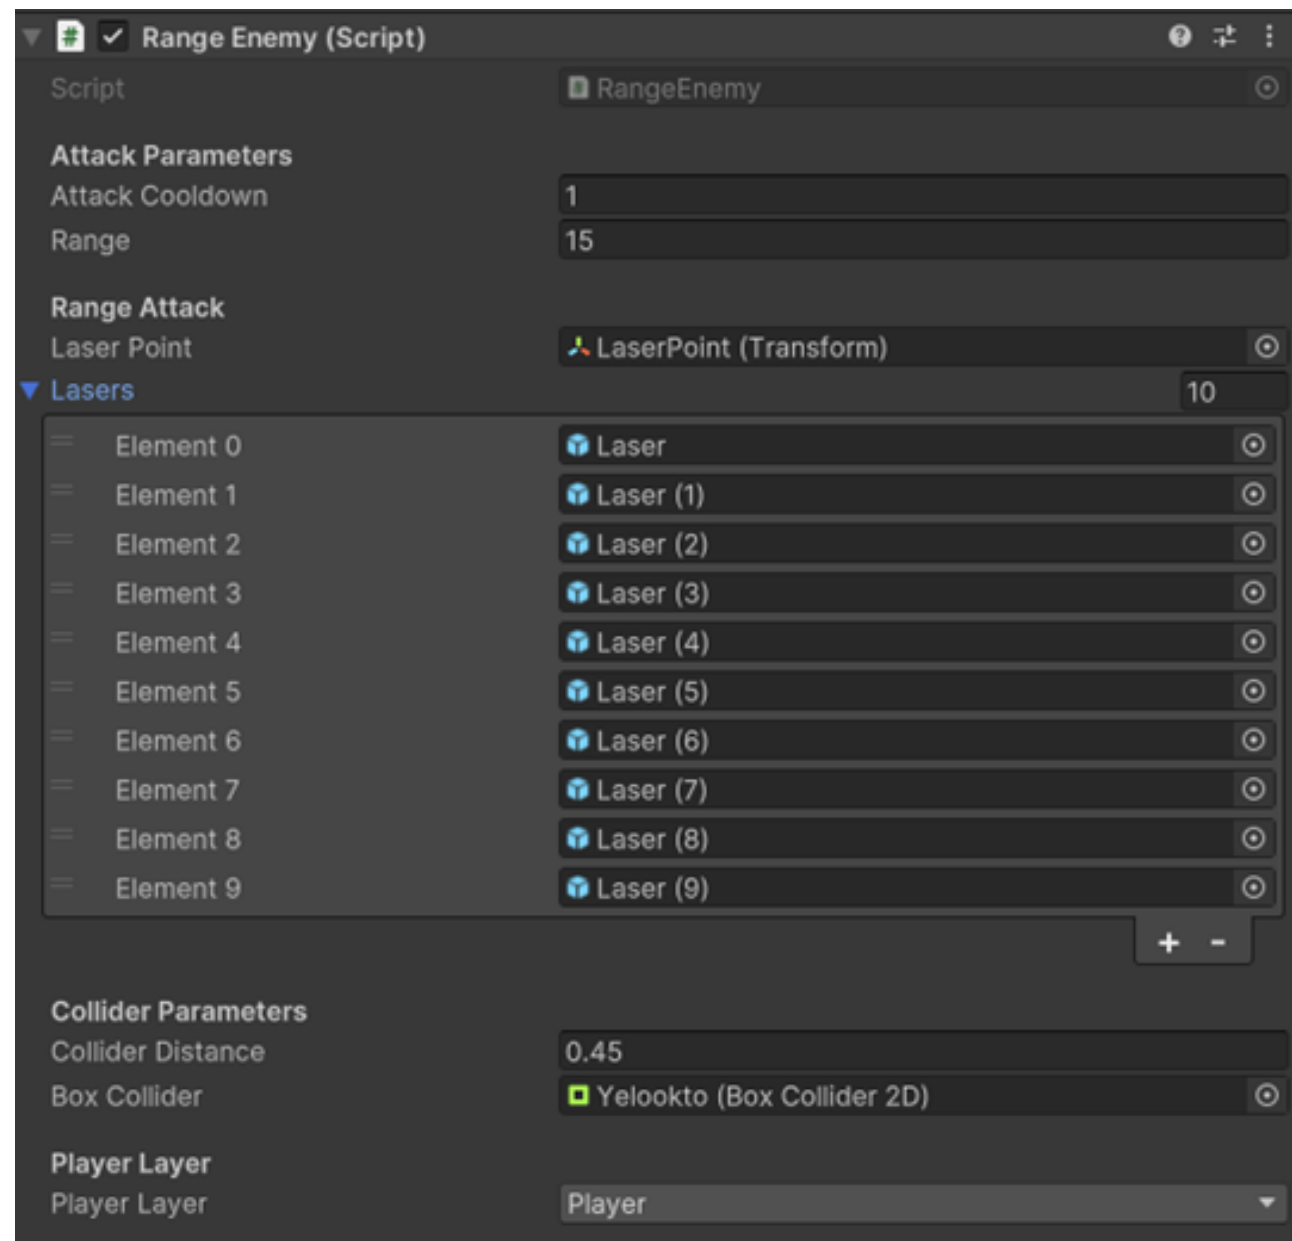 Range Enemy (Script)
Script RangeEnemy
Attack Parameters
Attack Cooldown 1
Range 15
Range Attack
Laser Point LaserPoint (Transform)
Lasers 10
Element 0 Laser
Element 1 Laser (1)
Element 2 Laser (2)
Element 3 Laser (3)
Element 4 Laser (4)
Element 5 Laser (5)
Element 6 Laser (6)
Element 7 Laser (7)
Element 8 Laser (8)
Element 9 Laser (9)
+ -
Collider Parameters
Collider Distance 0.45
Box Collider Yelookto (Box Collider 2D)
Player Layer
Player Layer Player